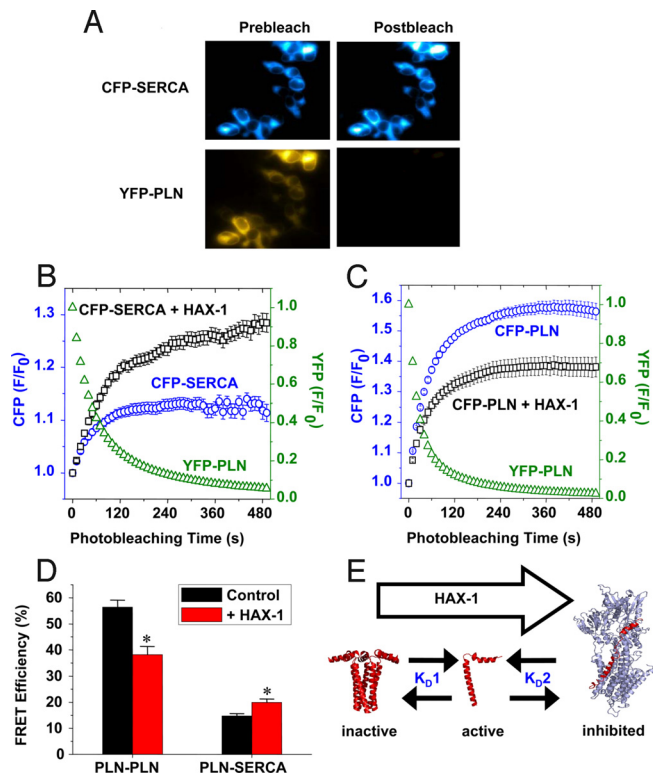 A
Prebleach
Postbleach
CFP-SERCA
YFP-PLN
B
CFP (F/F0)
1.3
1.2
1.1
1.0
CFP-SERCA + HAX-1
CFP-SERCA
YFP-PLN
1.0
0.8
0.6
0.4
0.2
0.0
YFP (F/F0)
0 120 240 360 480
Photobleaching Time (s)
C
CFP (F/F0)
1.6
1.5
1.4
1.3
1.2
1.1
1.0
CFP-PLN
CFP-PLN + HAX-1
YFP-PLN
1.0
0.8
0.6
0.4
0.2
0.0
YFP (F/F0)
0 120 240 360 480
Photobleaching Time (s)
D
FRET Efficiency (%)
60
50
40
30
20
10
0
Control
+ HAX-1
*
*
PLN-PLN PLN-SERCA
E
HAX-1
KD1 KD2
inactive active inhibited